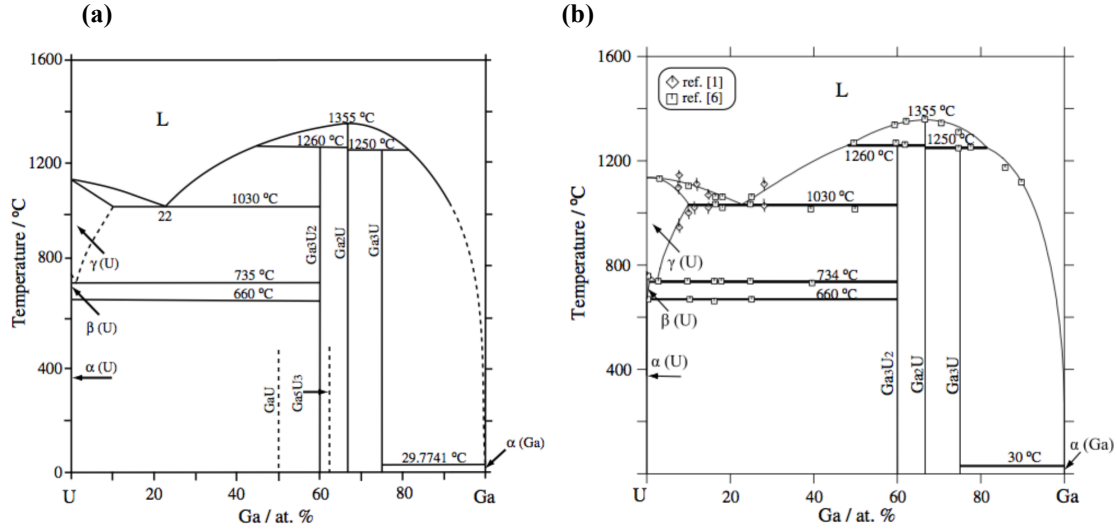 (a)
1600
1200
800
400
0
Temperature / ºC
L
1355 ºC
1260 ºC
1250 ºC
1030 ºC
22
γ (U)
735 ºC
β (U)
660 ºC
α (U)
GaU
Ga5U3
Ga3U2
Ga2U
Ga3U
29.7741 ºC
α (Ga)
U
20
40
60
80
Ga
Ga / at. %
(b)
1600
1200
800
400
Temperature / ºC
ref. [1]
ref. [6]
L
1355 ºC
1260 ºC
1250 ºC
1030 ºC
γ (U)
734 ºC
β (U)
660 ºC
α (U)
Ga3U2
Ga2U
Ga3U
30 ºC
α (Ga)
U
20
40
60
80
Ga
Ga / at. %